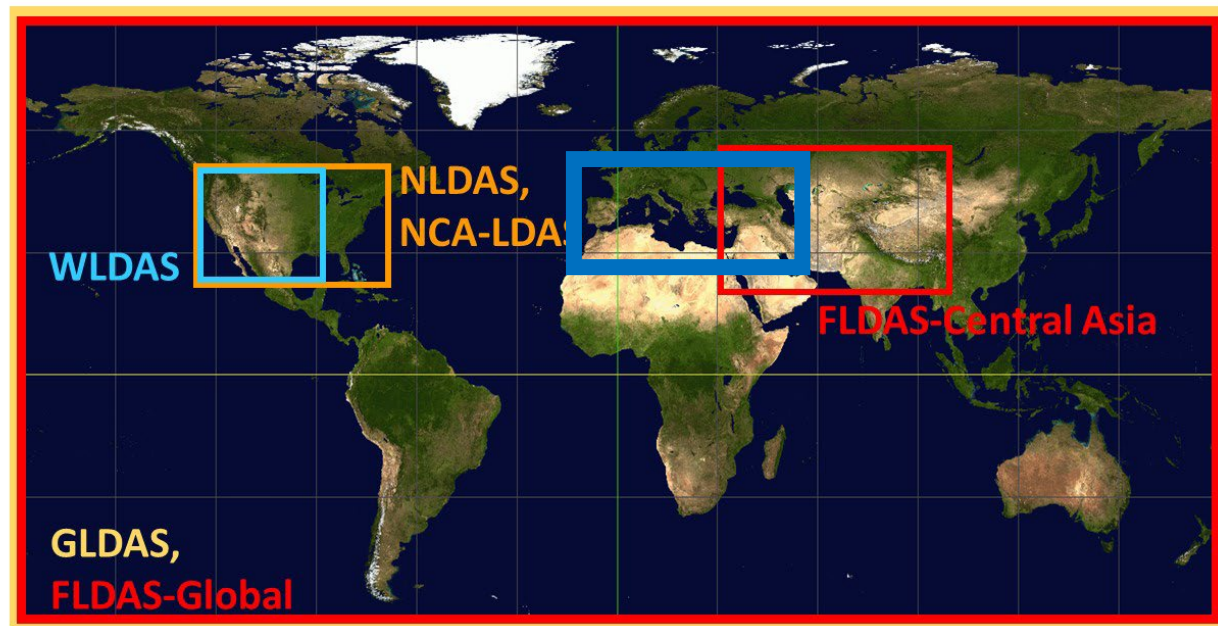 NLDAS,
NCA-LDAS
WLDAS
FLDAS-Central Asia
GLDAS,
FLDAS-Global